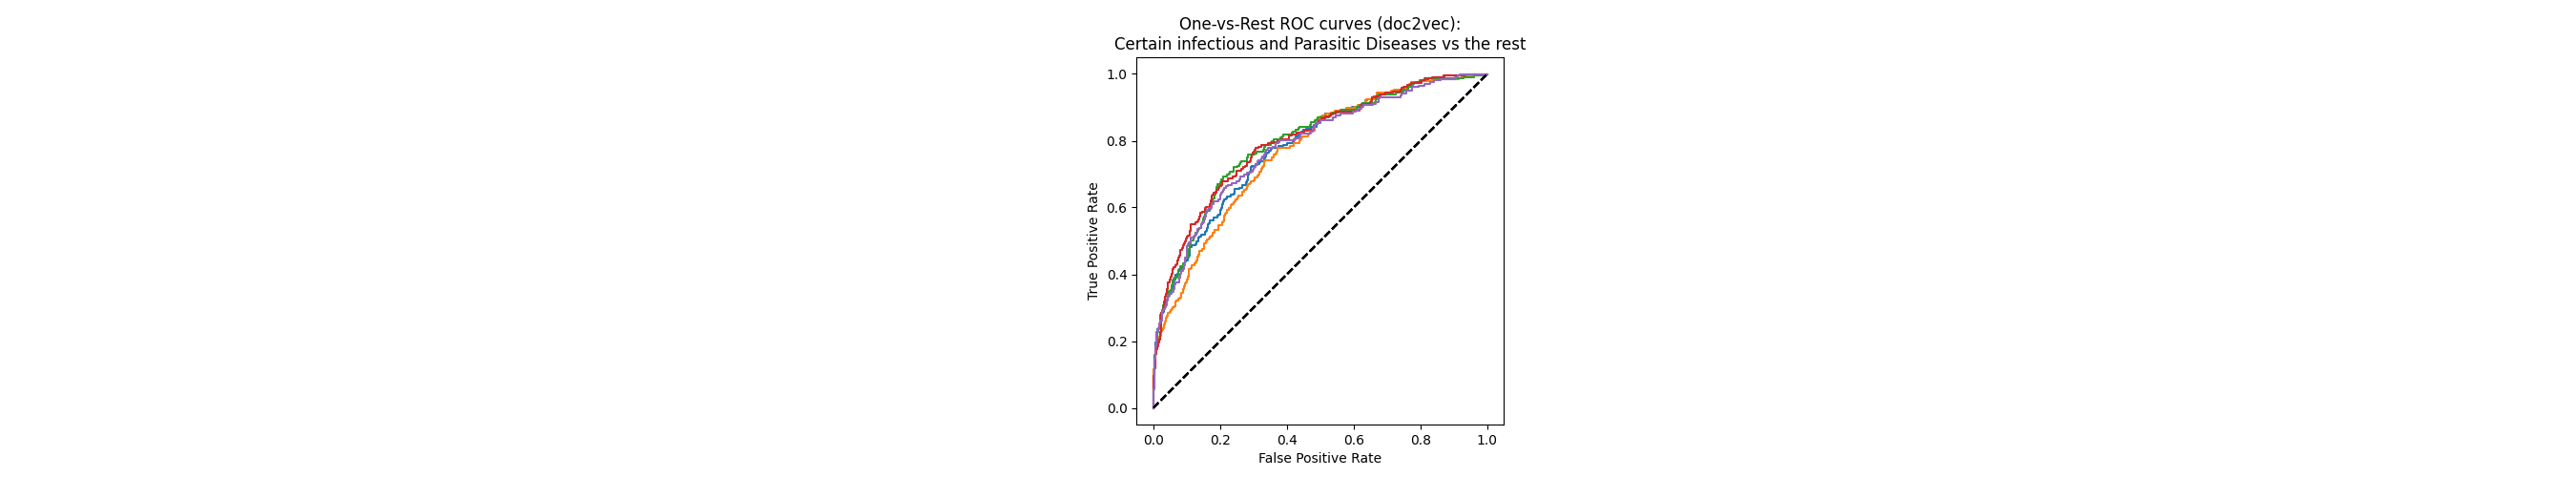 One-vs-Rest ROC curves (doc2vec):
Certain infectious and Parasitic Diseases vs the rest
1.0
0.8
0.6
0.4
0.2
0.0
True Positive Rate
0.0 0.2 0.4 0.6 0.8 1.0
False Positive Rate